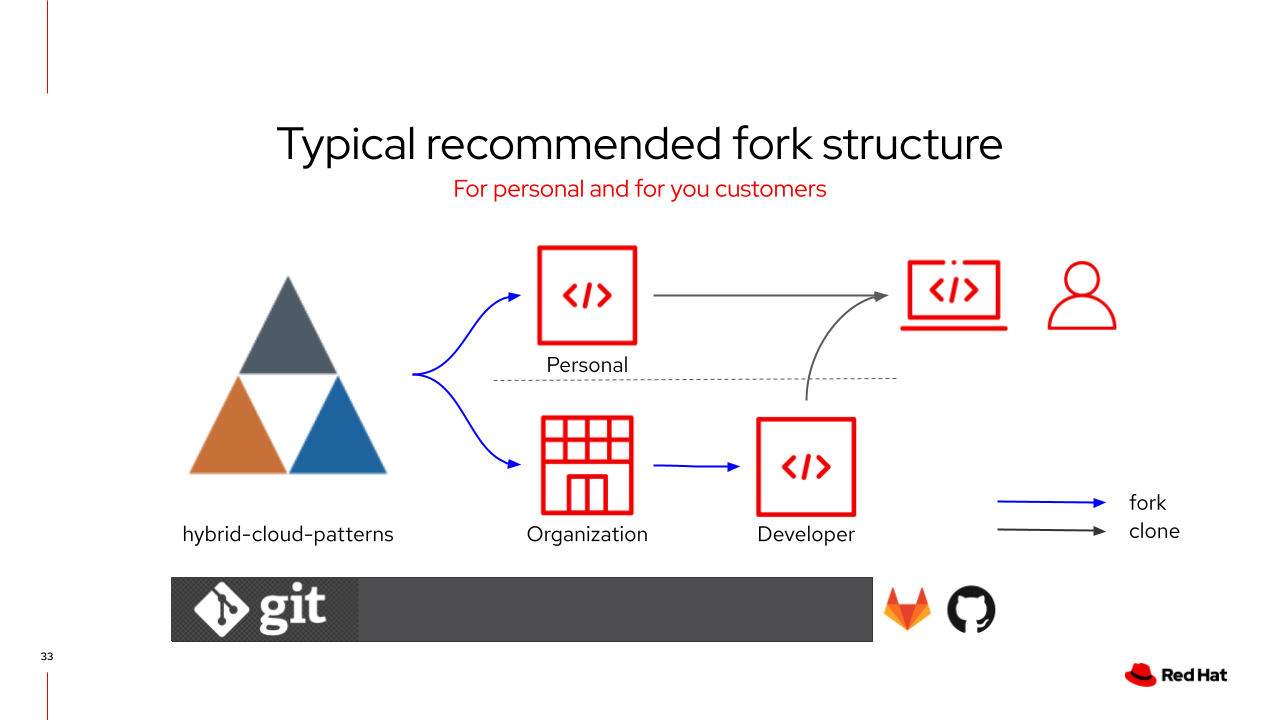 Typical recommended fork structure
For personal and for you customers
</>
</>
Personal
</>
hybrid-cloud-patterns
Organization
Developer
fork
clone
git
33
Red Hat